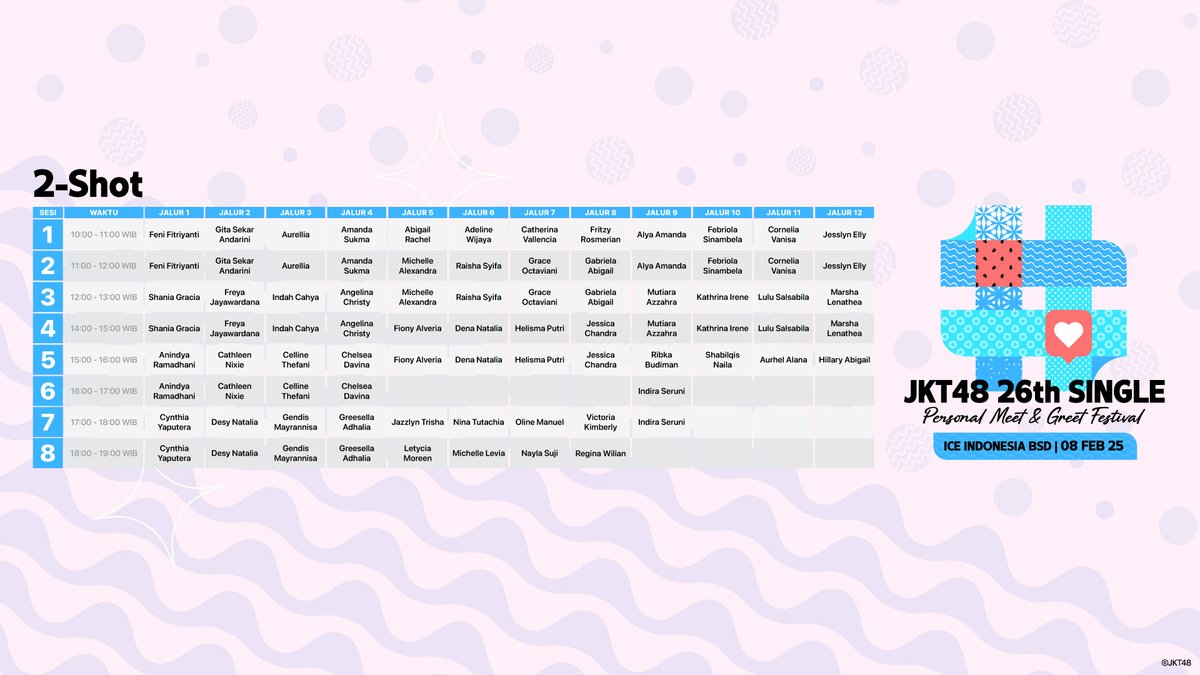 2-Shot
SESI WAKTU JALUR 1 JALUR 2 JALUR 3 JALUR 4 JALUR 5 JALUR 6 JALUR 7 JALUR 8 JALUR 9 JALUR 10 JALUR 11 JALUR 12
1 10:00 - 11:00 WIB Feni Fitriyanti Gita Sekar Andarini Aurellia Amanda Sukma Abigail Rachel Adeline Wijaya Catherina Vallencia Fritzy Rosmerian Alya Amanda Febriola Sinambela Cornelia Vanisa Jesslyn Elly
2 11:00 - 12:00 WIB Feni Fitriyanti Gita Sekar Andarini Aurellia Amanda Sukma Michelle Alexandra Raisha Syifa Grace Octaviani Gabriela Abigail Alya Amanda Febriola Sinambela Cornelia Vanisa Jesslyn Elly
3 12:00 - 13:00 WIB Shania Gracia Freya Jayawardana Indah Cahya Angelina Christy Michelle Alexandra Raisha Syifa Grace Octaviani Gabriela Abigail Mutiara Azzahra Kathrina Irene Lulu Salsabila Marsha Lenathea
4 14:00 - 15:00 WIB Shania Gracia Freya Jayawardana Indah Cahya Angelina Christy Fiony Alveria Dena Natalia Helisma Putri Jessica Chandra Mutiara Azzahra Kathrina Irene Lulu Salsabila Marsha Lenathea
5 15:00 - 16:00 WIB Anindya Ramadhani Cathleen Nixie Celline Thefani Chelsea Davina Fiony Alveria Dena Natalia Helisma Putri Jessica Chandra Ribka Budiman Shabilqis Naila Aurhel Alana Hillary Abigail
6 16:00 - 17:00 WIB Anindya Ramadhani Cathleen Nixie Celline Thefani Chelsea Davina Indira Seruni
7 17:00 - 18:00 WIB Cynthia Yaputera Desy Natalia Gendis Mayrannisa Greesella Adhalia Jazzlyn Trisha Nina Tutachia Oline Manuel Victoria Kimberly Indira Seruni
8 18:00 - 19:00 WIB Cynthia Yaputera Desy Natalia Gendis Mayrannisa Greesella Adhalia Letycia Moreen Michelle Levia Nayla Suji Regina Wilian
JKT48 26th SINGLE
Personal Meet & Greet Festival
ICE INDONESIA BSD | 08 FEB 25
©JKT48